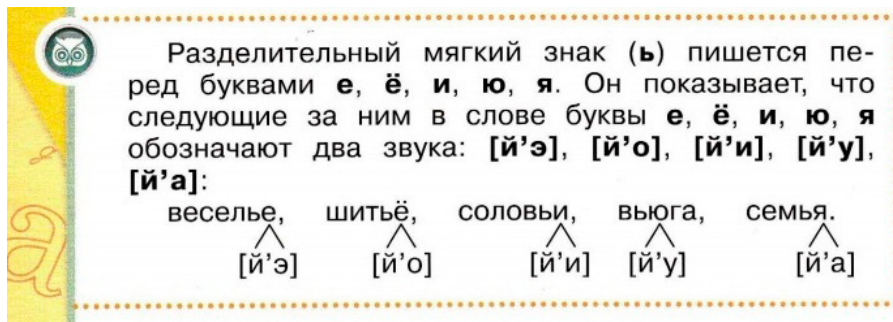 Разделительный мягкий знак (ь) пишется пе-
ред буквами е, ё, и, ю, я. Он показывает, что
следующие за ним в слове буквы е, ё, и, ю, я
обозначают два звука: [й’э], [й’о], [й’и], [й’у],
[й’а]:
веселье, шитьё, соловьи, вьюга, семья.
[й’э] [й’о] [й’и] [й’у] [й’а]